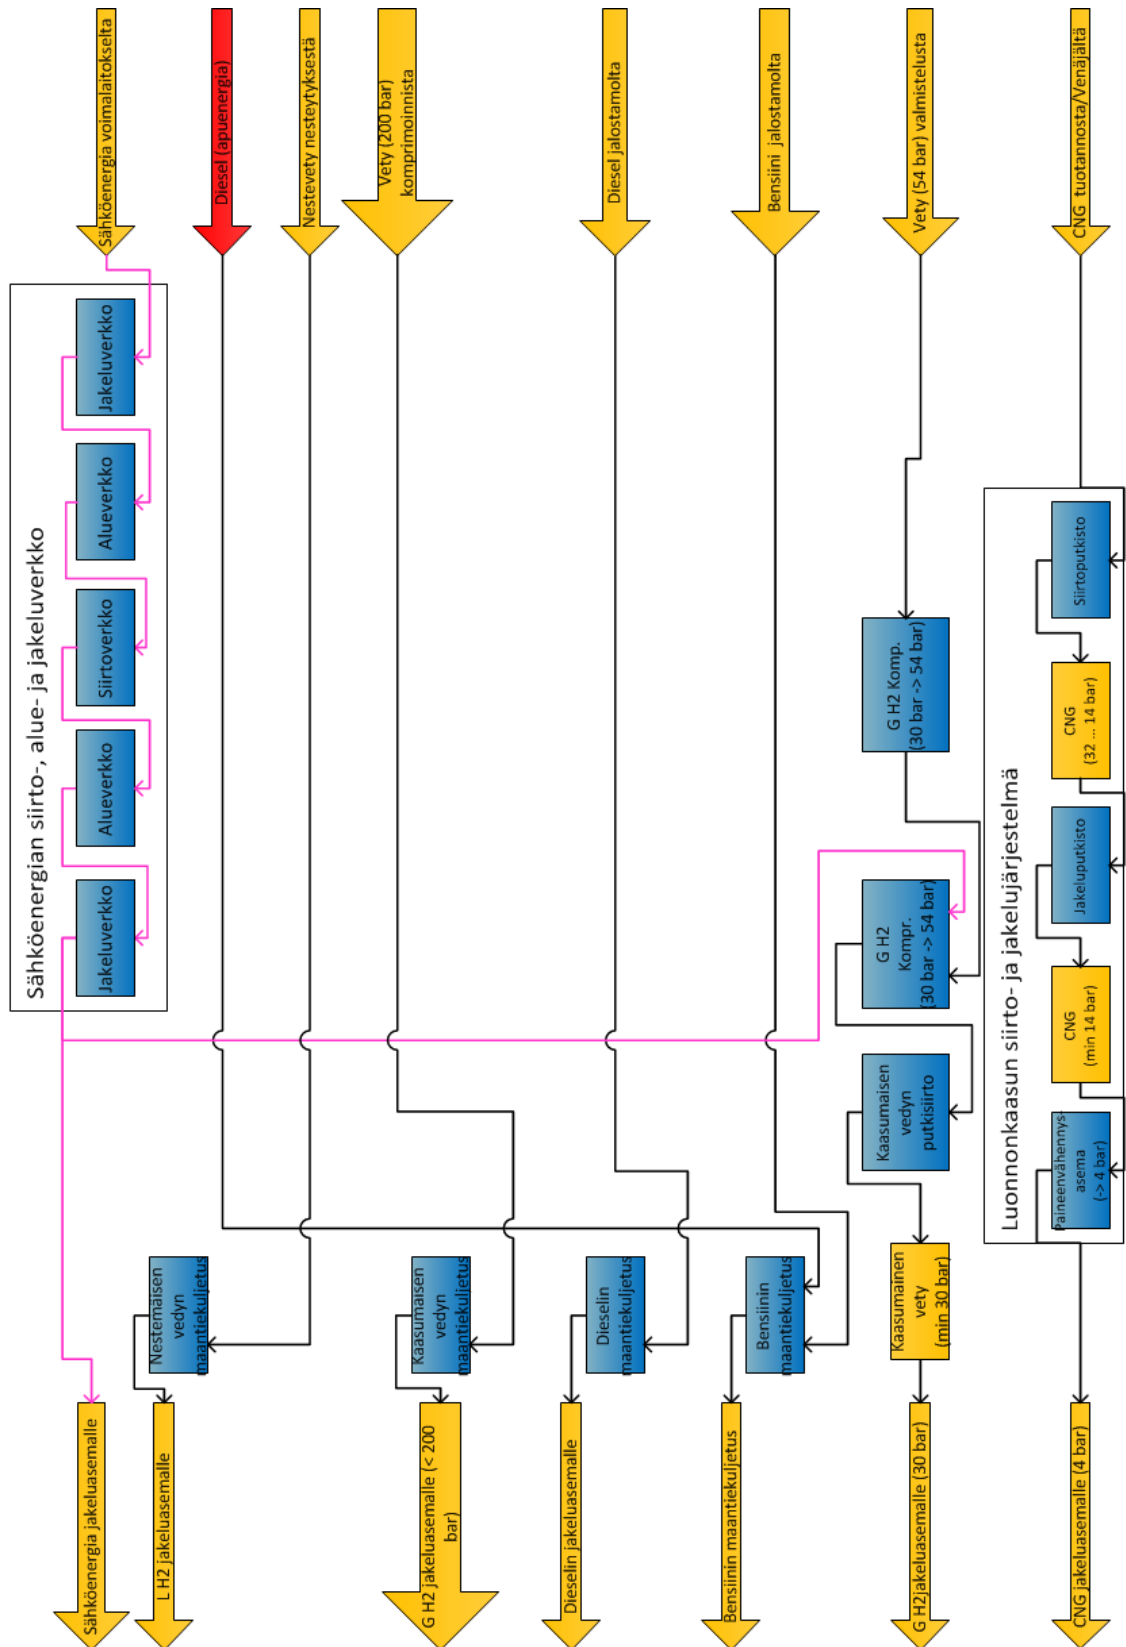 Sähköenergia voimalaitokselta
Diesel (apuenergia)
Nestevety nesteytyksestä
Vety (200 bar)
komprimoinnista
Diesel jalostamolta
Bensiini jalostamolta
Vety (54 bar) valmistelusta
CNG tuotannosta/Venäjältä
Sähköenergian siirto-, alue- ja jakeluverkko
Jakeluverkko
Alueverkko
Siirtoverkko
Alueverkko
Jakeluverkko
G H2 Komp.
(30 bar -> 54 bar)
G H2
Kompr.
(30 bar -> 54 bar)
Kaasumaisen
vedyn
putkisiirto
Kaasumainen
vety
(min 30 bar)
Luonnonkaasun siirto- ja jakelujärjestelmä
Siirtoputkisto
CNG
(32 ... 14 bar)
Jakeluputkisto
CNG
(min 14 bar)
Paineenvähennys-
asema
(-> 4 bar)
Nestemäisen
vedyn
maantiekuljetus
Kaasumaisen
vedyn
maantiekuljetus
Dieselin
maantiekuljetus
Bensiinin
maantiekuljetus
Sähköenergia jakeluasemalle
L H2 jakeluasemalle
G H2 jakeluasemalle (< 200
bar)
Dieselin jakeluasemalle
Bensiinin maantiekuljetus
G H2jakeluasemalle (30 bar)
CNG jakeluasemalle (4 bar)